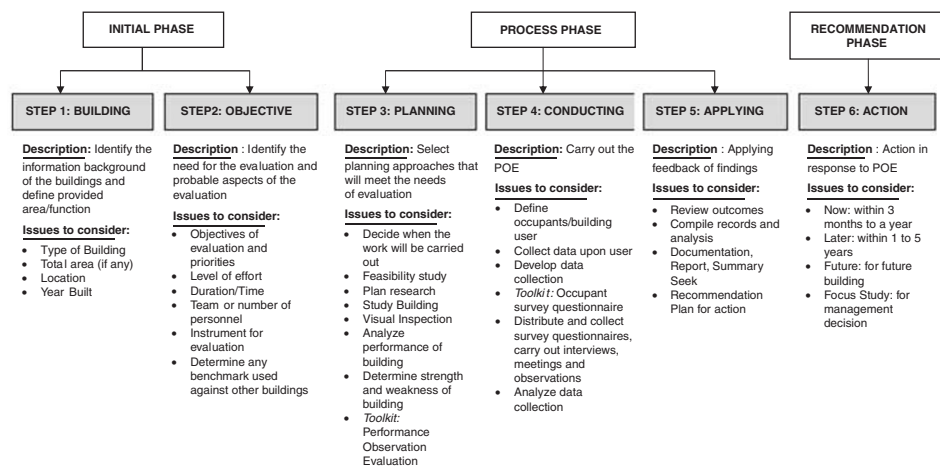 INITIAL PHASE
PROCESS PHASE
RECOMMENDATION
PHASE
STEP 1: BUILDING
Description: Identify the
information background
of the buildings and
define provided
area/function
Issues to consider:
• Type of Building
• Total area (if any)
• Location
• Year Built
STEP2: OBJECTIVE
Description : Identify the
need for the evaluation and
probable aspects of the
evaluation
Issues to consider:
• Objectives of
evaluation and
priorities
• Level of effort
• Duration/Time
• Team or number of
personnel
• Instrument for
evaluation
• Determine any
benchmark used
against other buildings
STEP 3: PLANNING
Description: Select
planning approaches that
will meet the needs
of evaluation
Issues to consider:
• Decide when the
work will be carried
out
• Feasibility study
• Plan research
• Study Building
• Visual Inspection
• Analyze
performance of
building
• Determine strength
and weakness of
building
• Toolkit:
Performance
Observation
Evaluation
STEP 4: CONDUCTING
Description: Carry out the
POE
Issues to consider:
• Define
occupants/building
user
• Collect data upon user
• Develop data
collection
• Toolkit: Occupant
survey questionnaire
• Distribute and collect
survey questionnaires,
carry out interviews,
meetings and
observations
• Analyze data
collection
STEP 5: APPLYING
Description : Applying
feedback of findings
Issues to consider:
• Review outcomes
• Compile records and
analysis
• Documentation,
Report, Summary
Seek
• Recommendation
Plan for action
STEP 6: ACTION
Description : Action in
response to POE
Issues to consider:
• Now: within 3
months to a year
• Later: within 1 to 5
years
• Future: for future
building
• Focus Study: for
management
decision